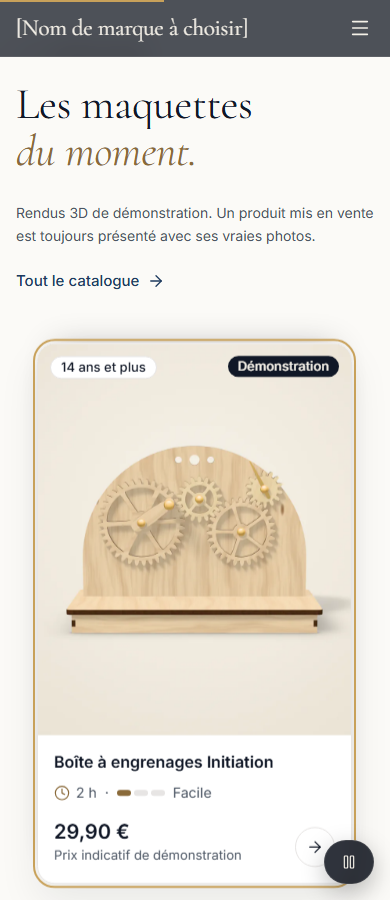 [Nom de marque à choisir]
Les maquettes
du moment.
Rendus 3D de démonstration. Un produit mis en vente
est toujours présenté avec ses vraies photos.
Tout le catalogue
14 ans et plus
Démonstration
Boîte à engrenages Initiation
2 h · Facile
29,90 €
Prix indicatif de démonstration